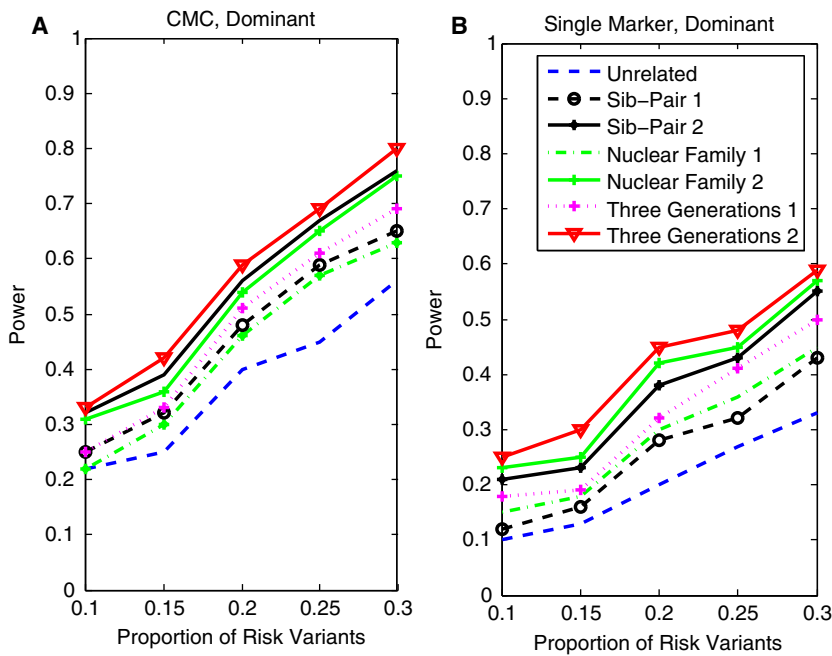 A
CMC, Dominant
1
0.9
0.8
0.7
0.6
0.5
0.4
0.3
0.2
0.1
0
Power
0.1 0.15 0.2 0.25 0.3
Proportion of Risk Variants
B
Single Marker, Dominant
1
0.9
0.8
0.7
0.6
0.5
0.4
0.3
0.2
0.1
0
Power
Unrelated
Sib-Pair 1
Sib-Pair 2
Nuclear Family 1
Nuclear Family 2
Three Generations 1
Three Generations 2
0.1 0.15 0.2 0.25 0.3
Proportion of Risk Variants